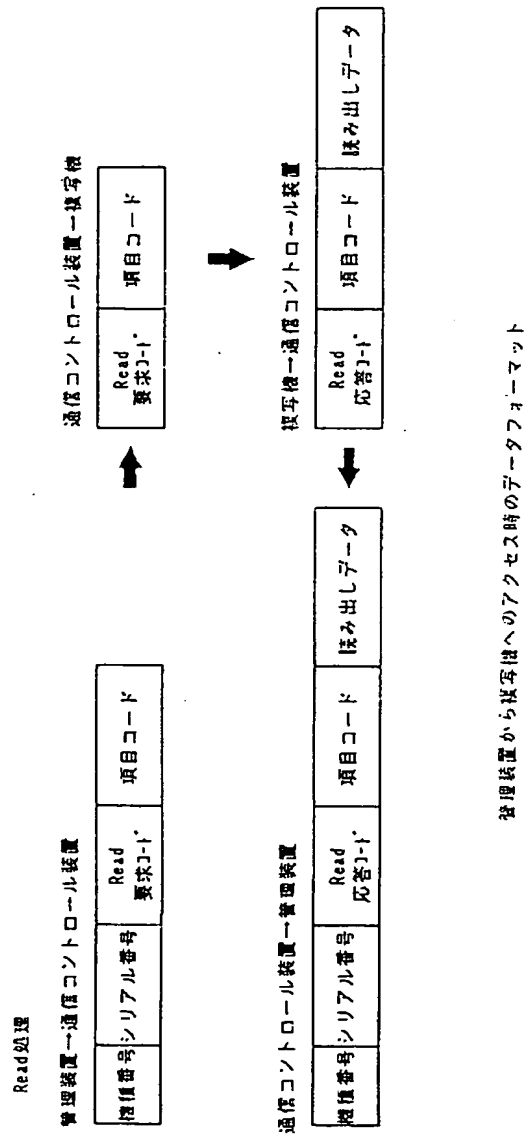 Read処理
管理装置→通信コントロール装置
機種番号 シリアル番号 Read 要求コード 項目コード
通信コントロール装置→複写機
Read 要求コード 項目コード
複写機→通信コントロール装置
Read 応答コード 項目コード 読み出しデータ
通信コントロール装置→管理装置
機種番号 シリアル番号 Read 応答コード 項目コード 読み出しデータ
管理装置から複写機へのアクセス時のデータフォーマット